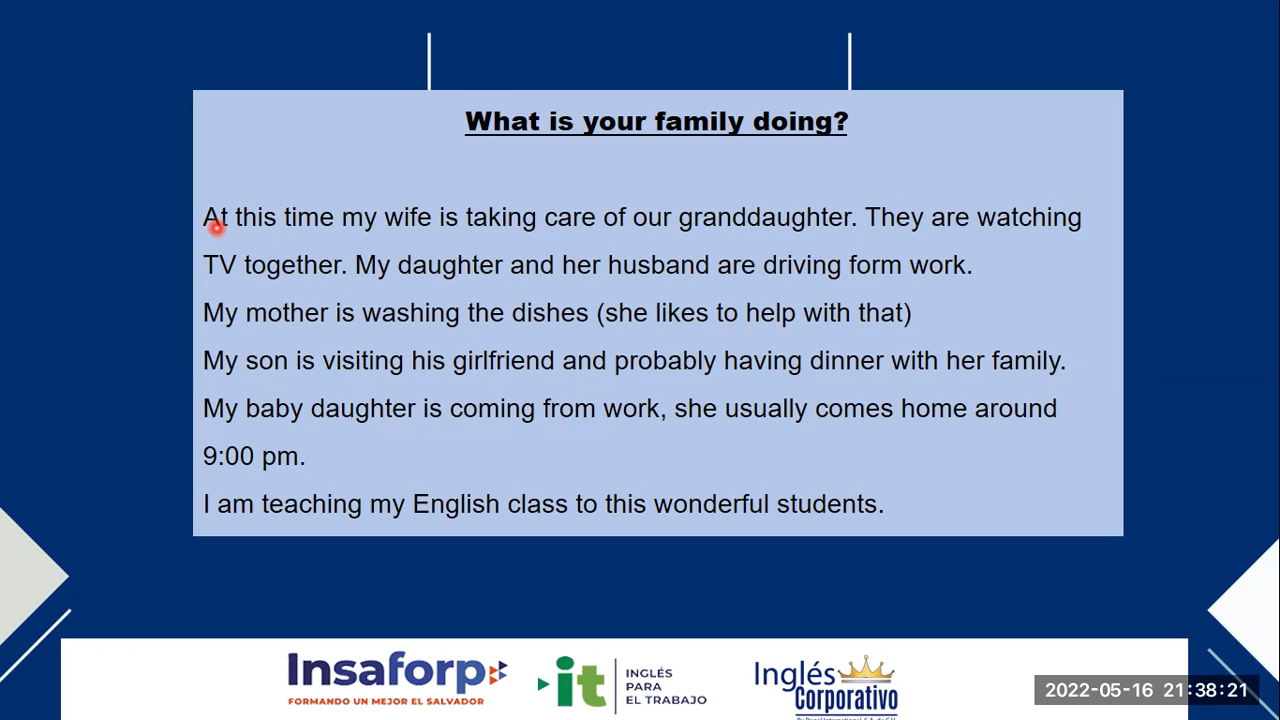 What is your family doing?
At this time my wife is taking care of our granddaughter. They are watching
TV together. My daughter and her husband are driving form work.
My mother is washing the dishes (she likes to help with that)
My son is visiting his girlfriend and probably having dinner with her family.
My baby daughter is coming from work, she usually comes home around
9:00 pm.
I am teaching my English class to this wonderful students.
Insaforp
FORMANDO UN MEJOR EL SALVADOR
it
INGLÉS
PARA
EL TRABAJO
Inglés
Corporativo
2022-05-16 21:38:21